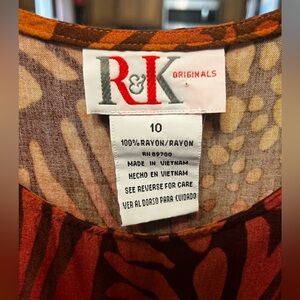 R&K ORIGINALS
10
100% RAYON/RAYON
RN 89700
MADE IN VIETNAM
HECHO EN VIETNAM
SEE REVERSE FOR CARE
VER AL DORSO PARA CUIDADO